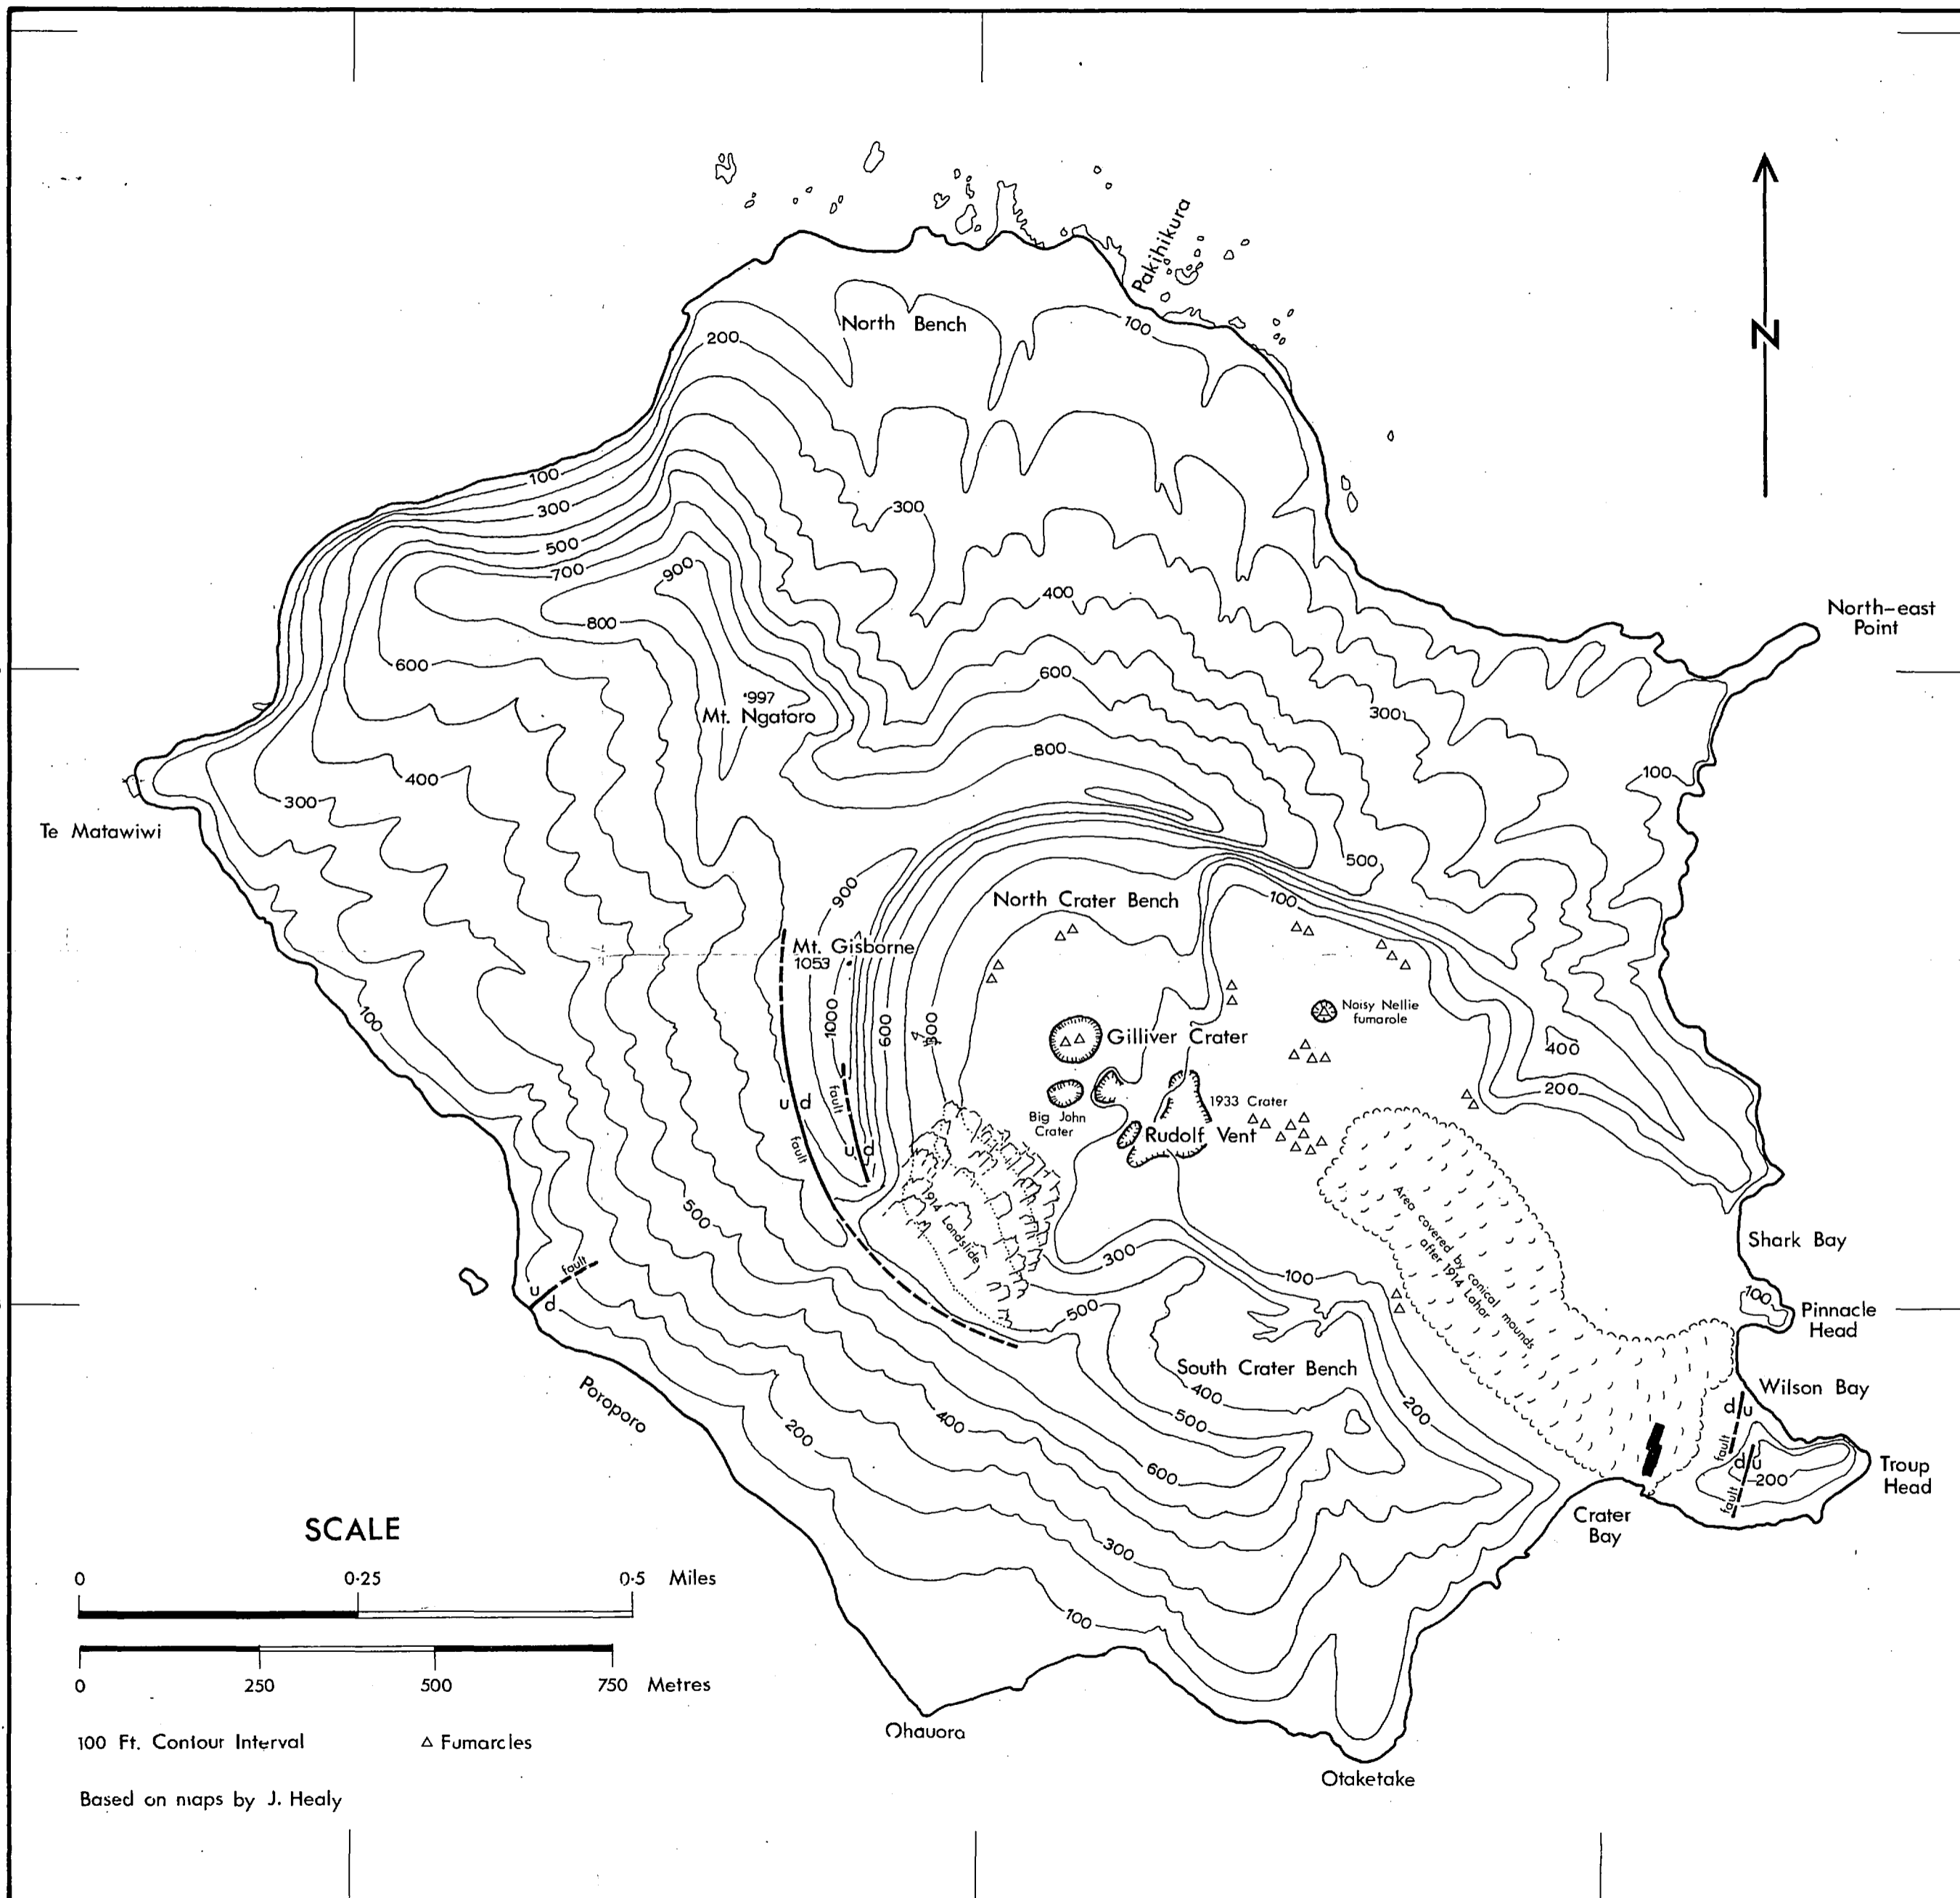 Pakihikura
N
North Bench
100
200
100
300
300
500
700
900
800
400
North-east
Point
600
600
300
997
Mt. Ngatoro
800
400
300
100
Te Matawiwi
500
900
North Crater Bench
100
Mt. Gisborne
1053
1000
600
300
100
Noisy Nellie
fumarole
Gilliver Crater
400
200
u d
fault
fault
u d
Big John
Crater
1933 Crater
Rudolf Vent
1914 Landslide
Area covered by conical mounds
after 1914 Lahar
500
Shark Bay
300
100
100
Pinnacle
Head
fault
u
d
500
South Crater Bench
Wilson Bay
Poroporo
400
500
200
400
200
600
d u
fault
d u
200
fault
Troup
Head
Crater
Bay
300
100
SCALE
0 0·25 0·5 Miles
0 250 500 750 Metres
Ohauora
100 Ft. Contour Interval
Fumarcles
Otaketake
Based on maps by J. Healy